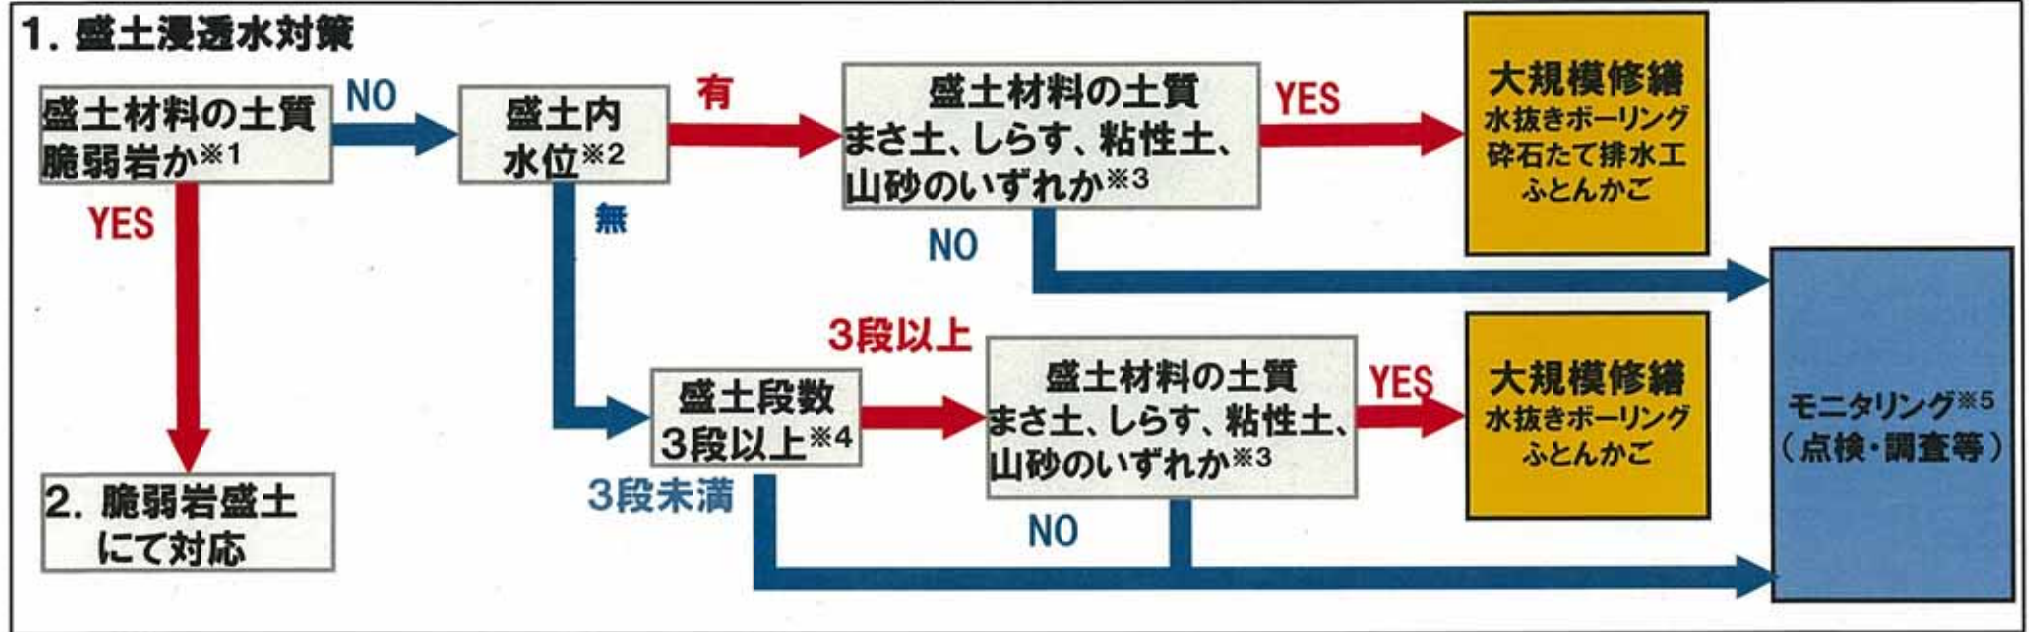 1. 盛土浸透水対策
盛土材料の土質
脆弱岩か※1
NO
盛土内
水位※2
有
盛土材料の土質
まさ土、しらす、粘性土、
山砂のいずれか※3
YES
大規模修繕
水抜きボーリング
砕石たて排水工
ふとんかご
YES
無
NO
3段以上
盛土段数
3段以上※4
盛土材料の土質
まさ土、しらす、粘性土、
山砂のいずれか※3
YES
大規模修繕
水抜きボーリング
ふとんかご
モニタリング※5
(点検・調査等)
2. 脆弱岩盛土
にて対応
3段未満
NO